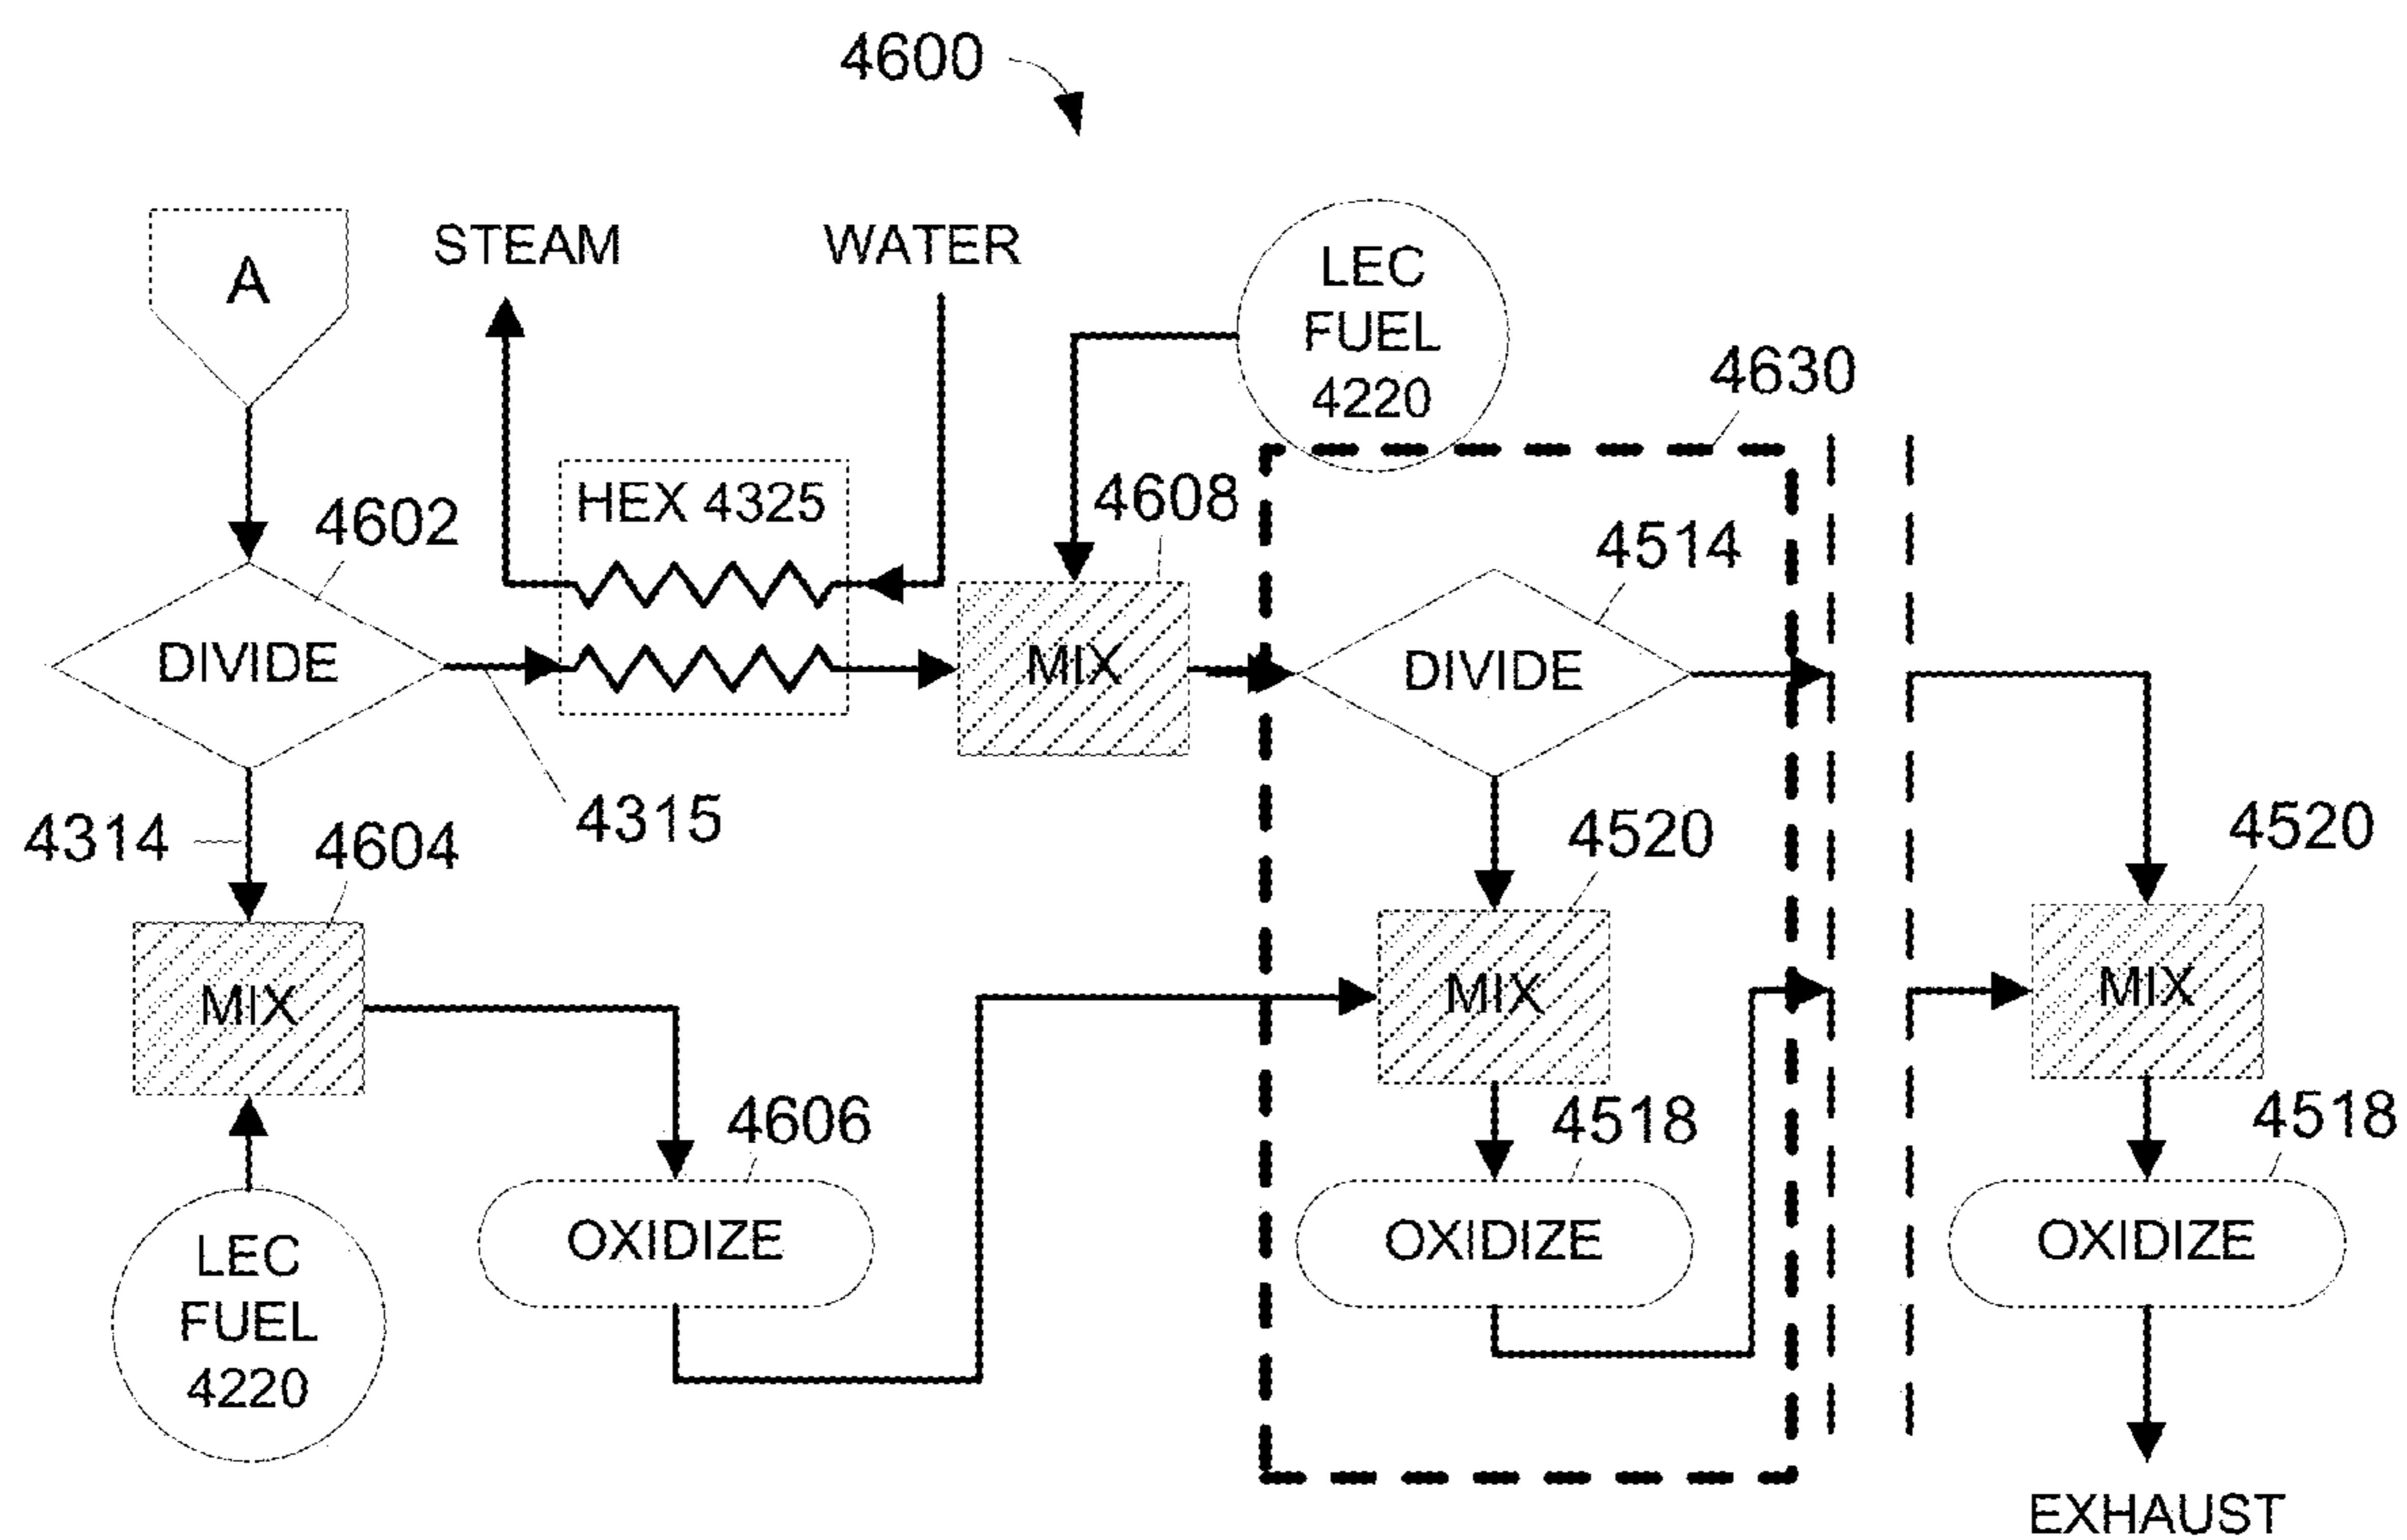 4600
A
STEAM
WATER
LEC
FUEL
4220
4630
HEX 4325
4608
4602
4514
DIVIDE
MIX
DIVIDE
4315
4314
4604
4520
4520
MIX
MIX
MIX
4606
4518
4518
LEC
FUEL
4220
OXIDIZE
OXIDIZE
OXIDIZE
EXHAUST